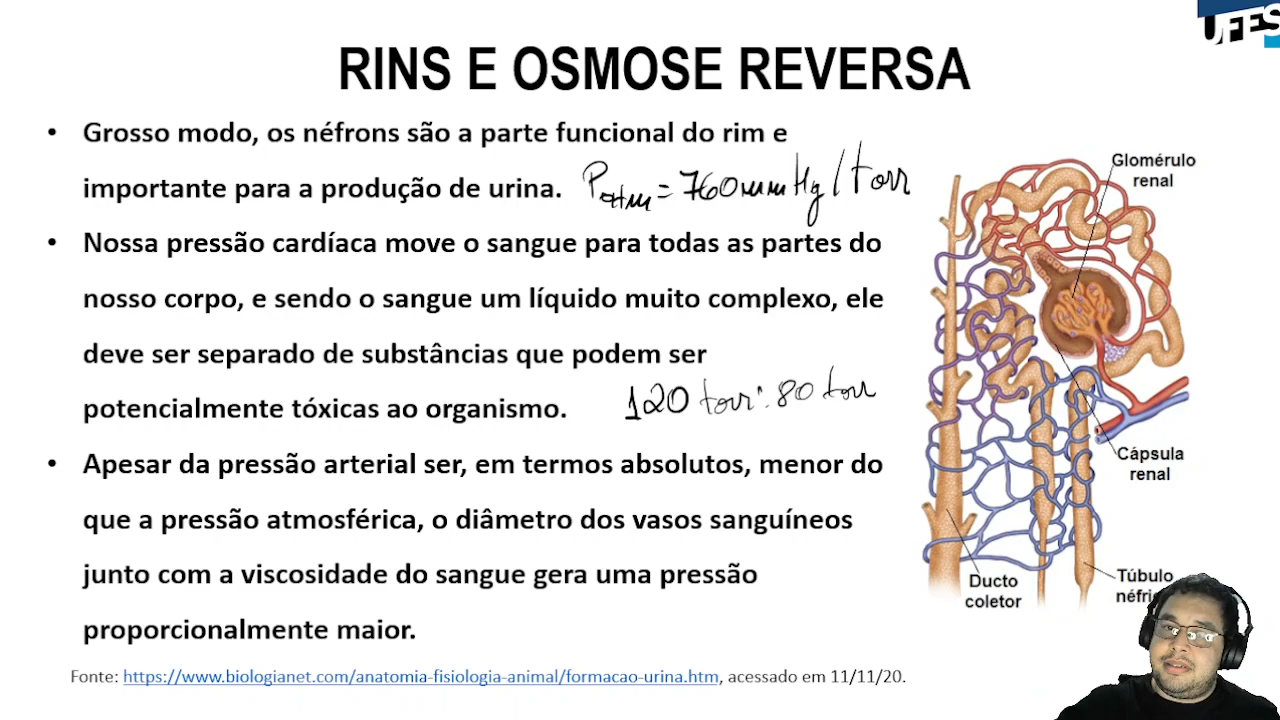 UFES
RINS E OSMOSE REVERSA
• Grosso modo, os néfrons são a parte funcional do rim e
importante para a produção de urina.
Patm = 760 mm Hg / torr
• Nossa pressão cardíaca move o sangue para todas as partes do
nosso corpo, e sendo o sangue um líquido muito complexo, ele
deve ser separado de substâncias que podem ser
potencialmente tóxicas ao organismo.
120 torr : 80 torr
• Apesar da pressão arterial ser, em termos absolutos, menor do
que a pressão atmosférica, o diâmetro dos vasos sanguíneos
junto com a viscosidade do sangue gera uma pressão
proporcionalmente maior.
Fonte: https://www.biologianet.com/anatomia-fisiologia-animal/formacao-urina.htm, acessado em 11/11/20.
Glomérulo
renal
Cápsula
renal
Ducto
coletor
Túbulo